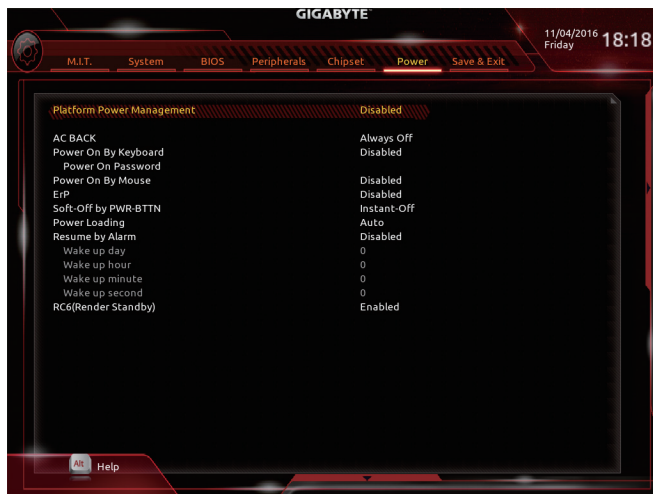 GIGABYTE™
11/04/2016 18:18
Friday
M.I.T. System BIOS Peripherals Chipset Power Save & Exit
Platform Power Management Disabled
AC BACK Always Off
Power On By Keyboard Disabled
Power On Password
Power On By Mouse Disabled
ErP Disabled
Soft-Off by PWR-BTTN Instant-Off
Power Loading Auto
Resume by Alarm Disabled
Wake up day 0
Wake up hour 0
Wake up minute 0
Wake up second 0
RC6(Render Standby) Enabled
Alt Help